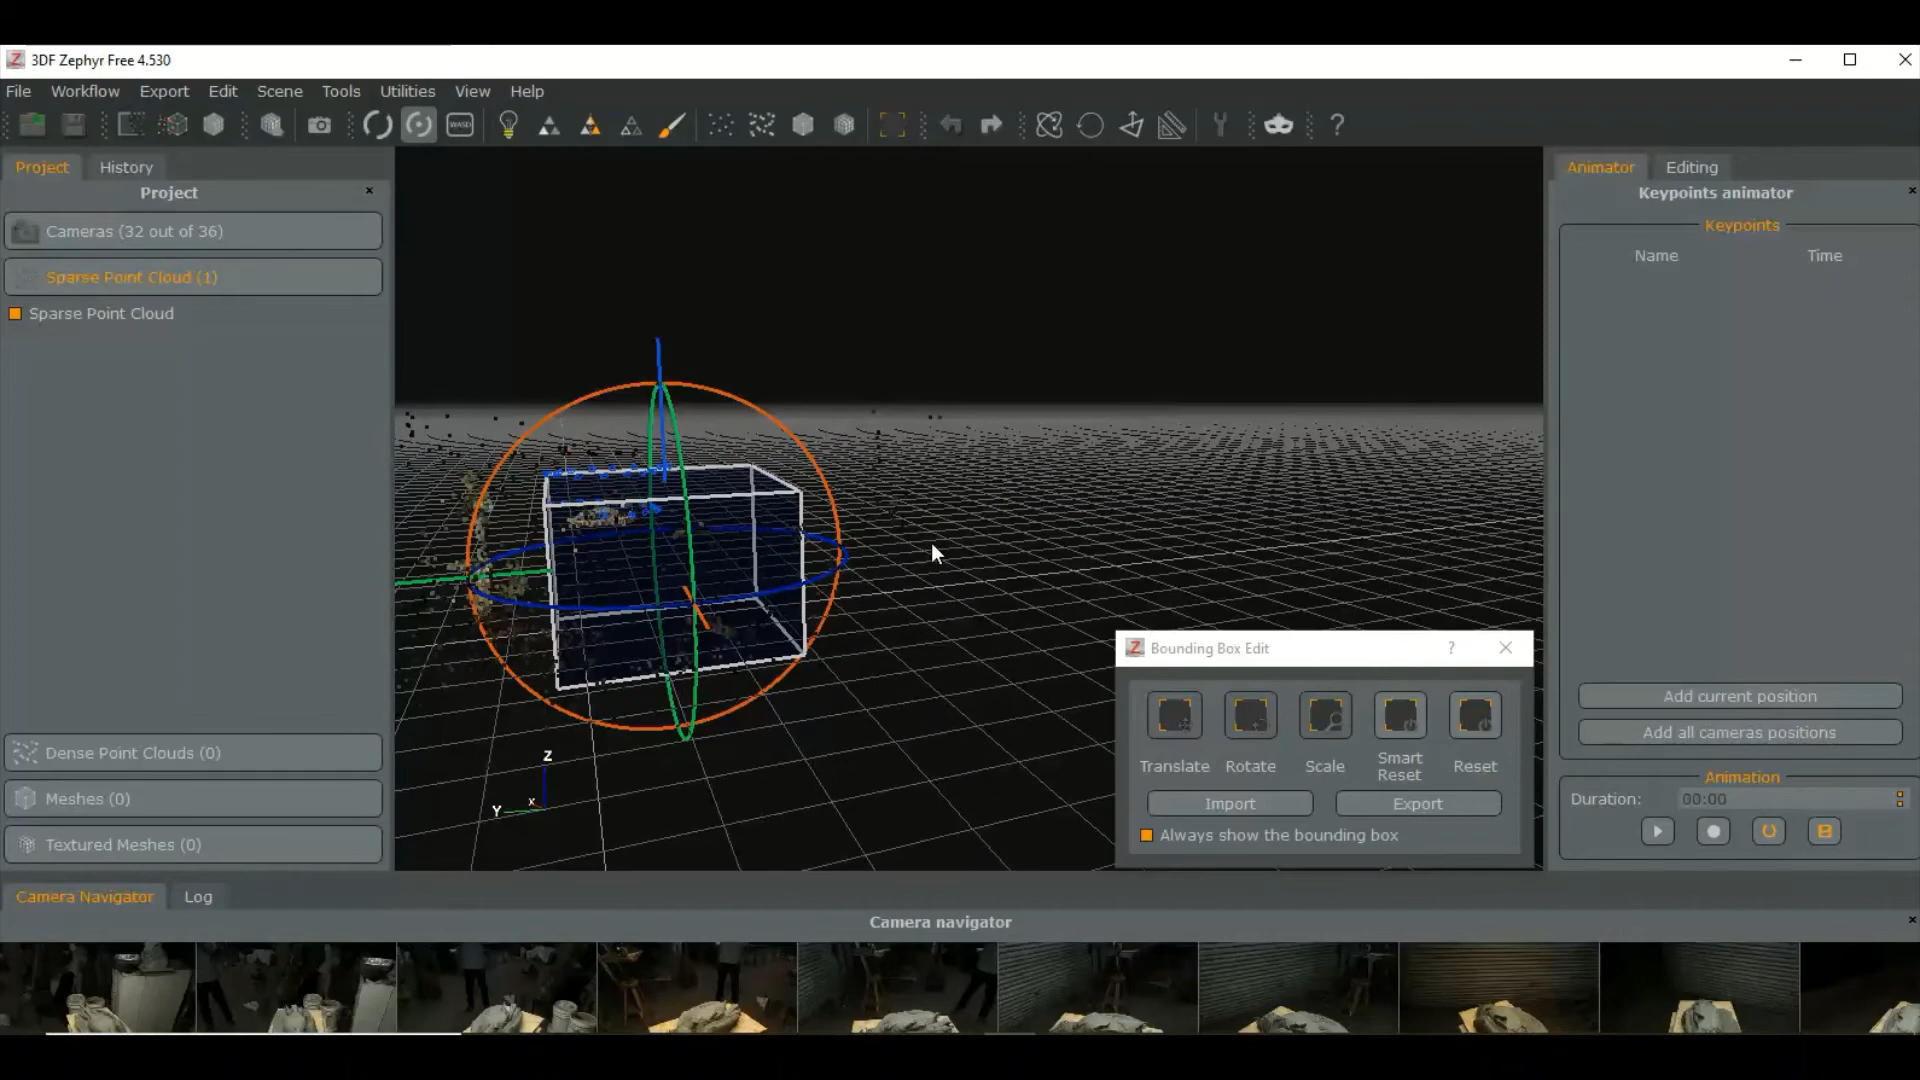 3DF Zephyr Free 4.530
File Workflow Export Edit Scene Tools Utilities View Help
WASD
?
Project History
Project
Cameras (32 out of 36)
Sparse Point Cloud (1)
Sparse Point Cloud
Dense Point Clouds (0)
Meshes (0)
Textured Meshes (0)
Z
Y
X
Bounding Box Edit ?
Translate Rotate Scale Smart Reset Reset
Import Export
Always show the bounding box
Animator Editing
Keypoints animator
Keypoints
Name Time
Add current position
Add all cameras positions
Animation
Duration: 00:00
Camera Navigator Log
Camera navigator